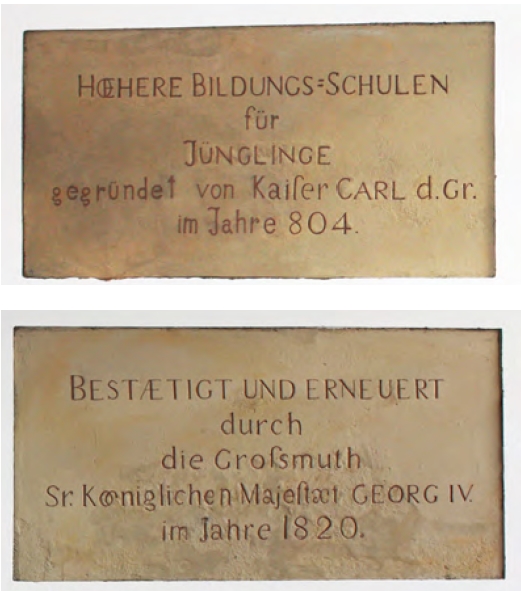 HŒHERE BILDUNGS=SCHULEN
für
JÜNGLINGE
gegründet von Kaiſer CARL d.Gr.
im Jahre 804.
BESTÆTIGT UND ERNEUERT
durch
die Groſsmuth
Sr. Kœniglichen Majeſtæt GEORG IV.
im Jahre 1820.